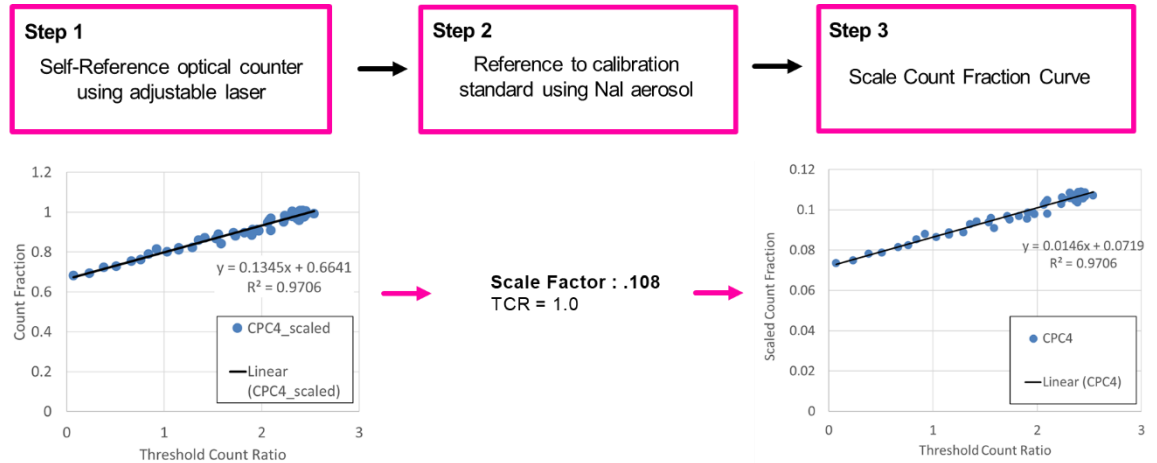 Step 1
Self-Reference optical counter
using adjustable laser
Step 2
Reference to calibration
standard using NaI aerosol
Step 3
Scale Count Fraction Curve
1.2
1
0.8
0.6
0.4
0.2
0
Count Fraction
y = 0.1345x + 0.6641
R² = 0.9706
CPC4_scaled
Linear
(CPC4_scaled)
0 1 2 3
Threshold Count Ratio
Scale Factor : .108
TCR = 1.0
0.12
0.1
0.08
0.06
0.04
0.02
0
Scaled Count Fraction
y = 0.0146x + 0.0719
R² = 0.9706
CPC4
Linear (CPC4)
0 1 2 3
Threshold Count Ratio